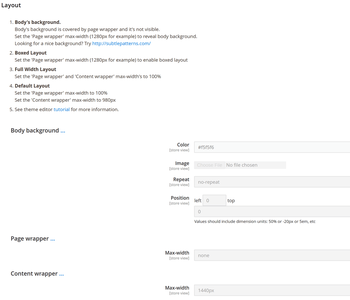 Layout
1. Body's background.
Body's background is covered by page wrapper and it's not visible.
Set the 'Page wrapper' max-width (1280px for example) to reveal body background.
Looking for a nice background? Try http://subtlepatterns.com/
2. Boxed Layout
Set the 'Page wrapper' max-width (1280px for example) to enable boxed layout
3. Full Width Layout
Set the 'Page wrapper' and 'Content wrapper' max-width's to 100%
4. Default Layout
Set the 'Page wrapper' max-width to 100%
Set the 'Content wrapper' max-width to 980px
5. See theme editor tutorial for more information.
Body background ...
Color
[store view]
#f5f5f5
Image
[store view]
Choose File No file chosen
Repeat
[store view]
no-repeat
Position
[store view]
left 0 top
0
Values should include dimension units: 50% or -20px or 5em, etc
Page wrapper ...
Max-width
[store view]
none
Content wrapper ...
Max-width
[store view]
1440px